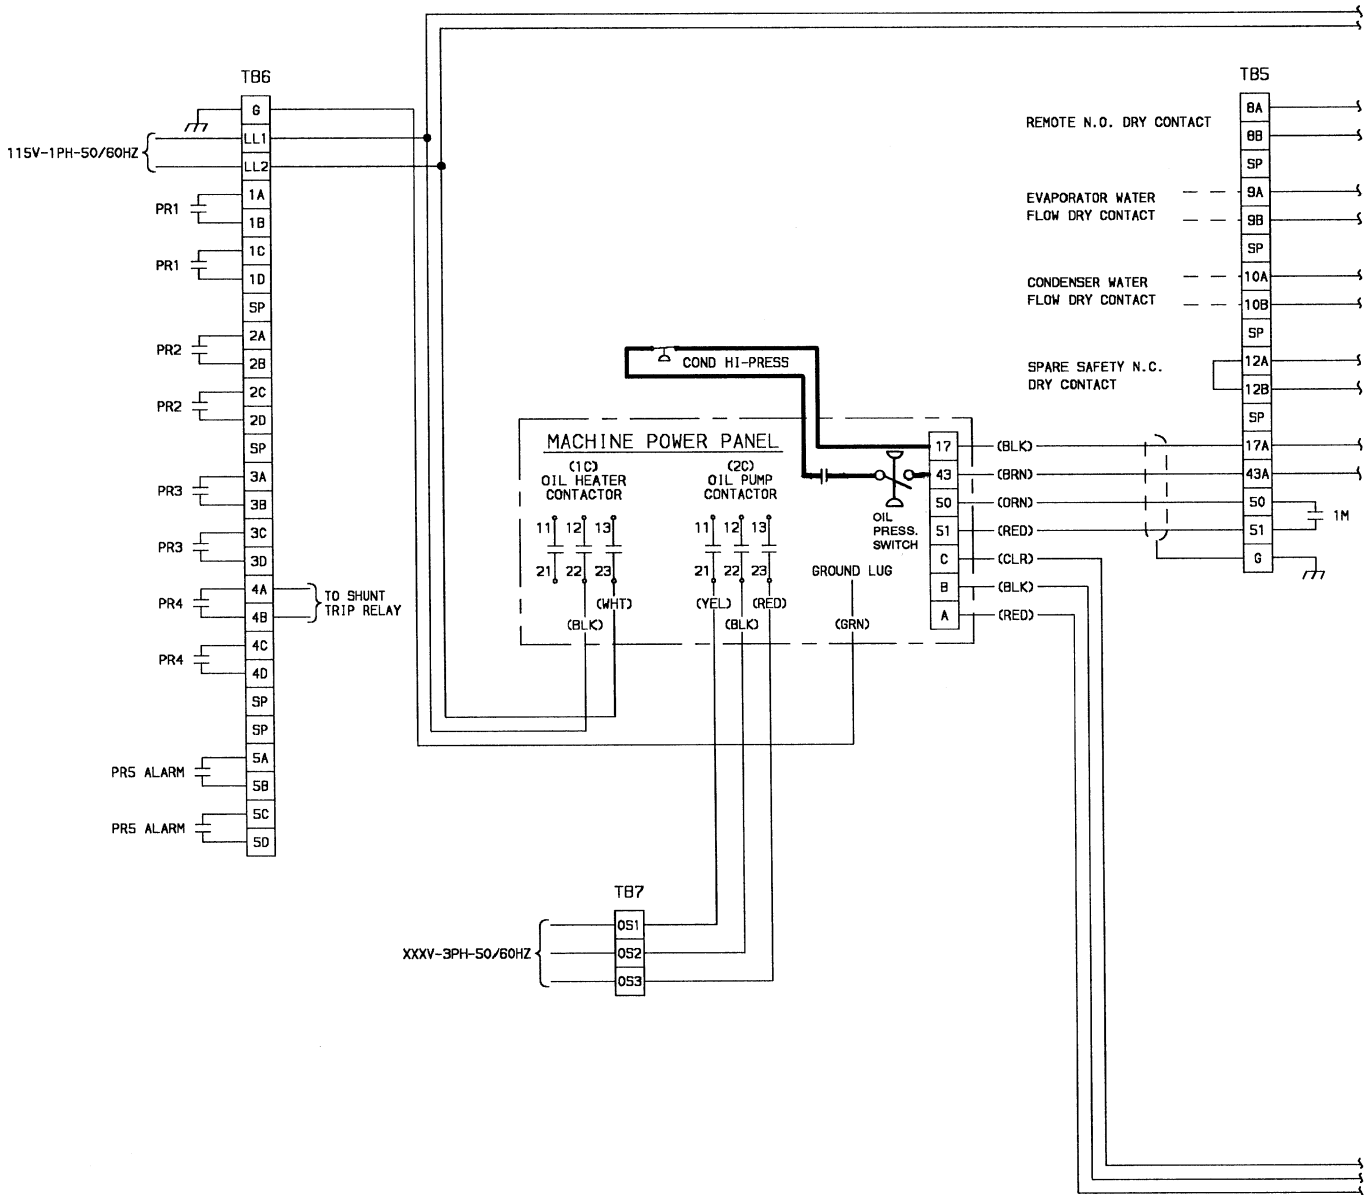 TB6
G
LL1
LL2
1A
1B
1C
1D
SP
2A
2B
2C
2D
SP
3A
3B
3C
3D
4A
4B
4C
4D
SP
SP
5A
5B
5C
5D
115V-1PH-50/60HZ
PR1
PR1
PR2
PR2
PR3
PR3
PR4
PR4
PR5 ALARM
PR5 ALARM
TO SHUNT
TRIP RELAY
COND HI-PRESS
MACHINE POWER PANEL
(1C)
OIL HEATER
CONTACTOR
11 12 13
21 22 23
(WHT)
(BLK)
(2C)
OIL PUMP
CONTACTOR
11 12 13
21 22 23
(YEL) (RED)
(BLK)
GROUND LUG
(GRN)
OIL
PRESS.
SWITCH
17
43
50
51
C
B
A
(BLK)
(BRN)
(ORN)
(RED)
(CLR)
(BLK)
(RED)
TB7
OS1
OS2
OS3
XXXV-3PH-50/60HZ
TB5
8A
8B
SP
9A
9B
SP
10A
10B
SP
12A
12B
SP
17A
43A
50
51
G
REMOTE N.O. DRY CONTACT
EVAPORATOR WATER
FLOW DRY CONTACT
CONDENSER WATER
FLOW DRY CONTACT
SPARE SAFETY N.C.
DRY CONTACT
1M